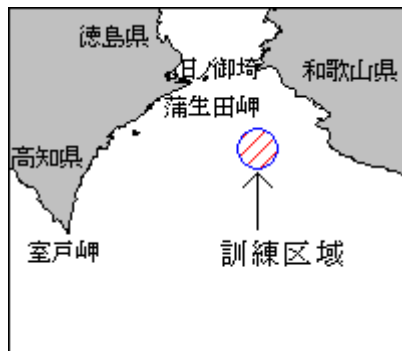 徳島県
日ノ御埼
和歌山県
蒲生田岬
高知県
室戸岬
訓練区域